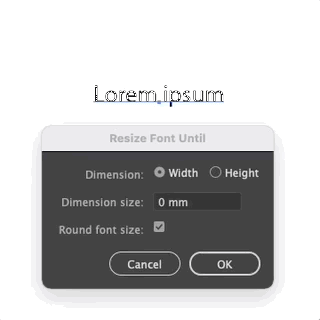 Lorem ipsum
Resize Font Until
Dimension: Width Height
Dimension size: 0 mm
Round font size:
Cancel OK